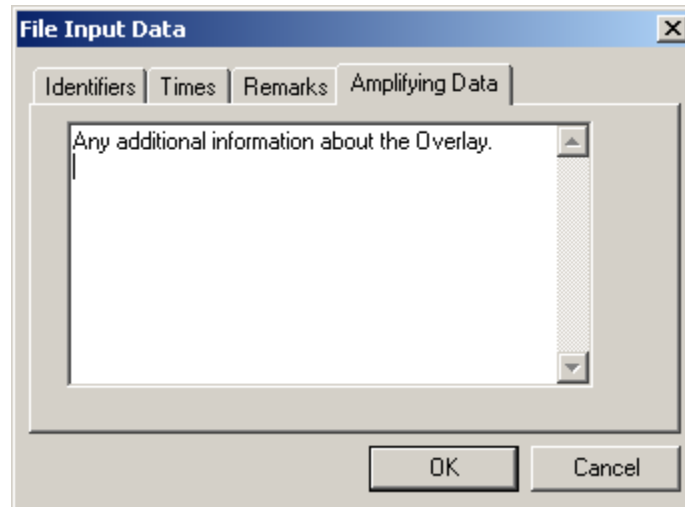 File Input Data
Identifiers Times Remarks Amplifying Data
Any additional information about the Overlay.
OK Cancel